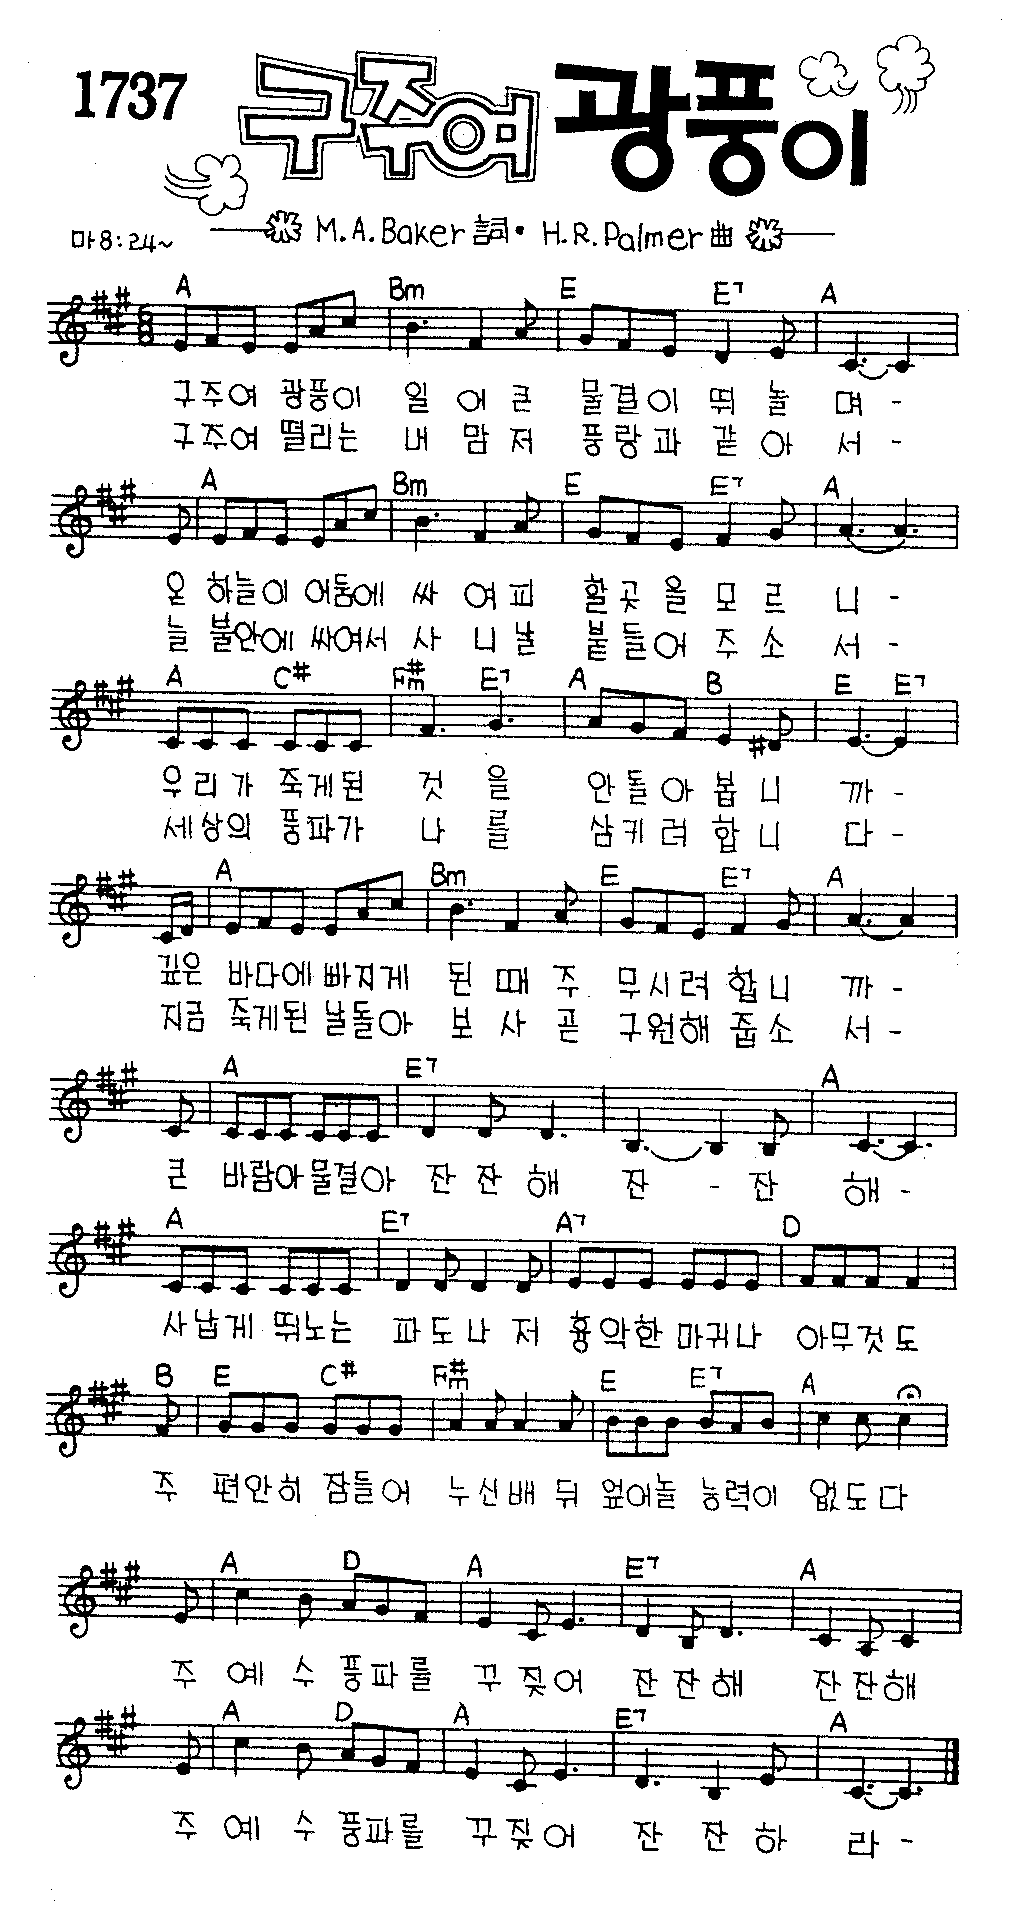 1737 구주여 광풍이
마8:24~ M.A.Baker 詞· H.R.Palmer 曲
A Bm E E7 A
구주여 광풍이 일 어 큰 물결이 뛰 놀 며 -
구주여 떨리는 내 맘 저 풍랑과 같 아 서 -
A Bm E E7 A
온 하늘이 어둠에 싸 여 피 할 곳 을 모 르 니 -
늘 불안에 싸여서 사 니 날 붙 들 어 주 소 서 -
A C# F#m E7 A B E E7
우리가 죽게된 것 을 안돌아 봅 니 까 -
세상의 풍파가 나 를 삼키려 합 니 다 -
A Bm E E7 A
깊은 바다에 빠지게 된 때 주 무시려 합니 까 -
지금 죽게된 날돌아 보 사 곧 구원해 줍소 서 -
A E7 A
큰 바람아 물결아 잔 잔 해 잔 - 잔 해 -
A E7 A7 D
사납게 뛰노는 파도나 저 흉악한 마귀나 아무것도
B E C# F#m E E7 A
주 편안히 잠들어 누신배 뒤 엎어놀 능력이 없도다
A D A E7 A
주 예 수 풍파를 꾸 짖어 잔잔해 잔잔해
A D A E7 A
주 예 수 풍파를 꾸 짖어 잔 잔 하 라 -